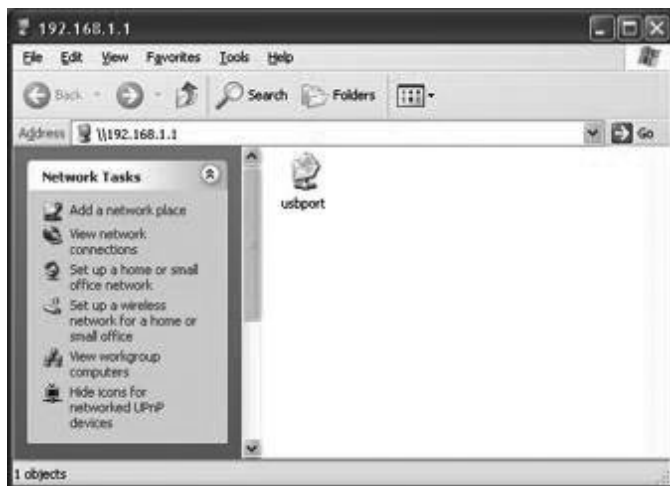 192.168.1.1
File Edit View Favorites Tools Help
Back Search Folders
Address \\192.168.1.1 Go
Network Tasks
Add a network place
View network
connections
Set up a home or small
office network
Set up a wireless
network for a home or
small office
View workgroup
computers
Hide icons for
networked UPnP
devices
usbport
1 objects